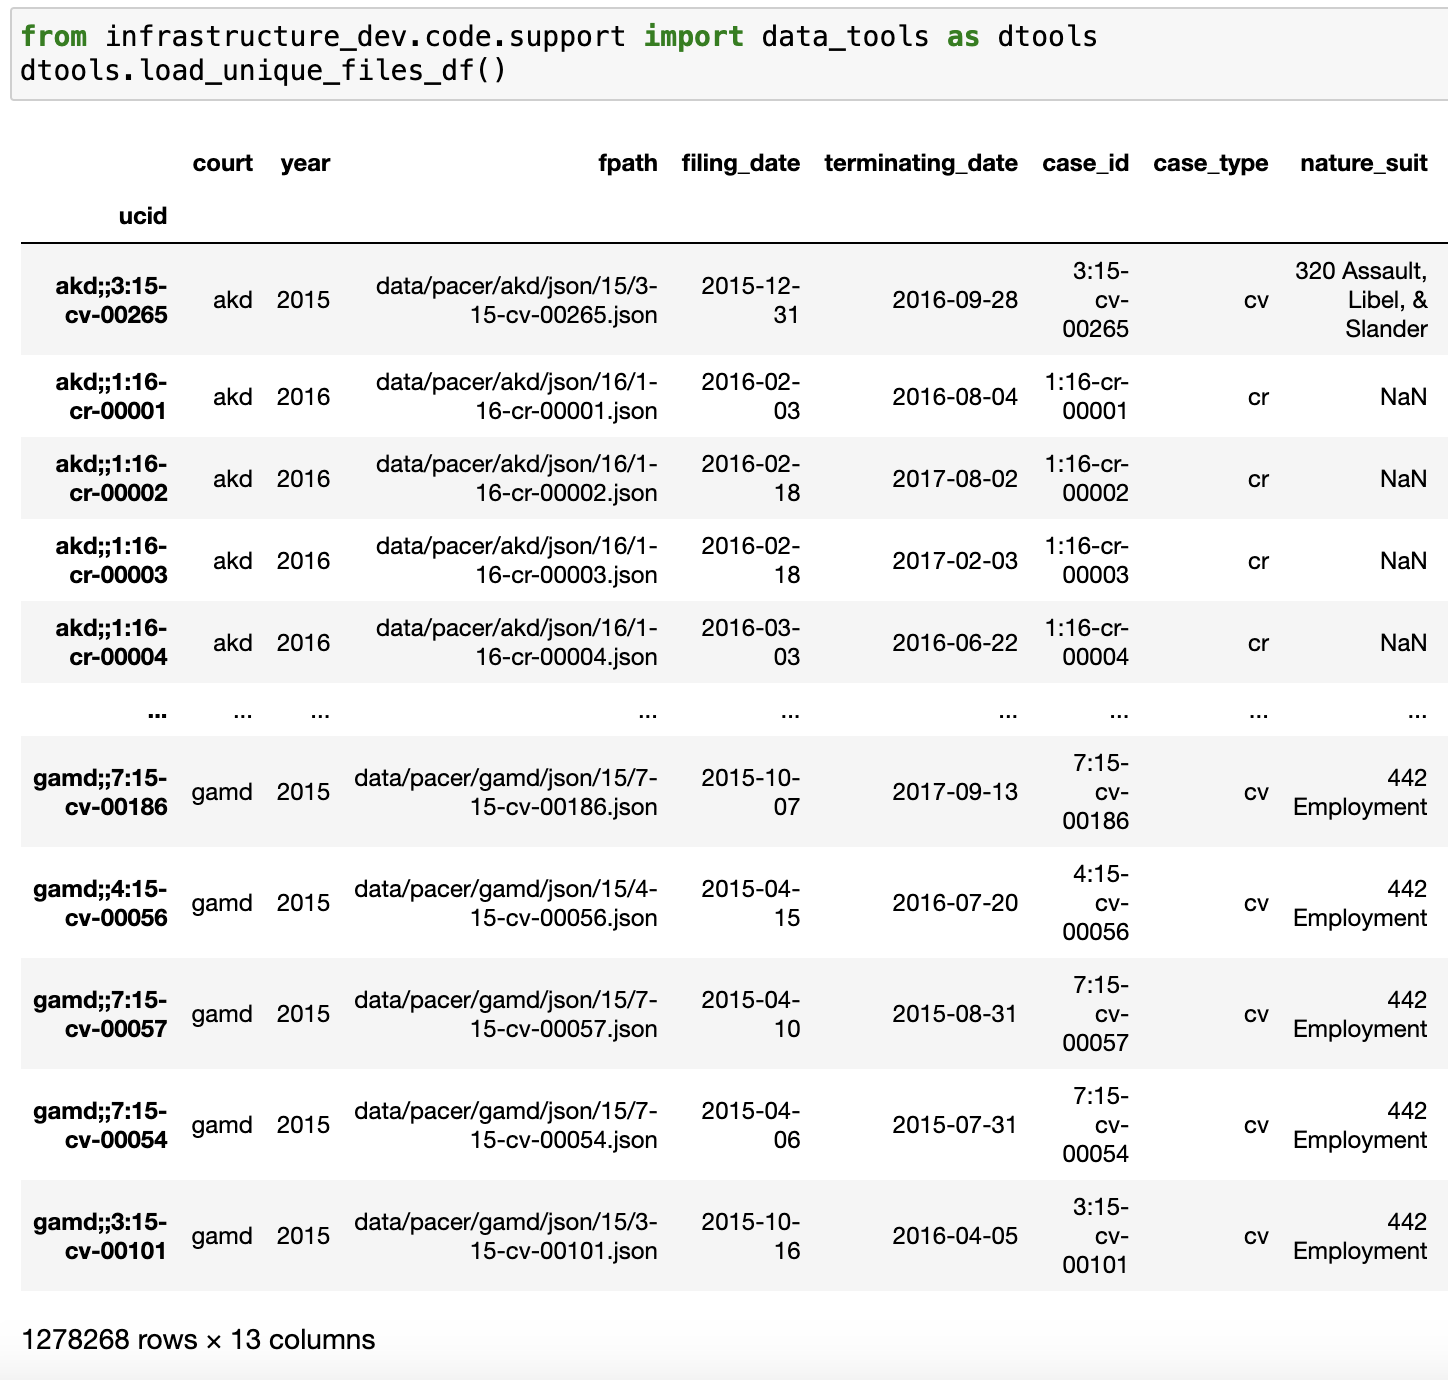 from infrastructure_dev.code.support import data_tools as dtools
dtools.load_unique_files_df()
court year fpath filing_date terminating_date case_id case_type nature_suit
ucid
akd;;3:15-cv-00265 akd 2015 data/pacer/akd/json/15/3-15-cv-00265.json 2015-12-31 2016-09-28 3:15-cv-00265 cv 320 Assault, Libel, & Slander
akd;;1:16-cr-00001 akd 2016 data/pacer/akd/json/16/1-16-cr-00001.json 2016-02-03 2016-08-04 1:16-cr-00001 cr NaN
akd;;1:16-cr-00002 akd 2016 data/pacer/akd/json/16/1-16-cr-00002.json 2016-02-18 2017-08-02 1:16-cr-00002 cr NaN
akd;;1:16-cr-00003 akd 2016 data/pacer/akd/json/16/1-16-cr-00003.json 2016-02-18 2017-02-03 1:16-cr-00003 cr NaN
akd;;1:16-cr-00004 akd 2016 data/pacer/akd/json/16/1-16-cr-00004.json 2016-03-03 2016-06-22 1:16-cr-00004 cr NaN
... ... ... ... ... ... ... ... ...
gamd;;7:15-cv-00186 gamd 2015 data/pacer/gamd/json/15/7-15-cv-00186.json 2015-10-07 2017-09-13 7:15-cv-00186 cv 442 Employment
gamd;;4:15-cv-00056 gamd 2015 data/pacer/gamd/json/15/4-15-cv-00056.json 2015-04-15 2016-07-20 4:15-cv-00056 cv 442 Employment
gamd;;7:15-cv-00057 gamd 2015 data/pacer/gamd/json/15/7-15-cv-00057.json 2015-04-10 2015-08-31 7:15-cv-00057 cv 442 Employment
gamd;;7:15-cv-00054 gamd 2015 data/pacer/gamd/json/15/7-15-cv-00054.json 2015-04-06 2015-07-31 7:15-cv-00054 cv 442 Employment
gamd;;3:15-cv-00101 gamd 2015 data/pacer/gamd/json/15/3-15-cv-00101.json 2015-10-16 2016-04-05 3:15-cv-00101 cv 442 Employment
1278268 rows × 13 columns